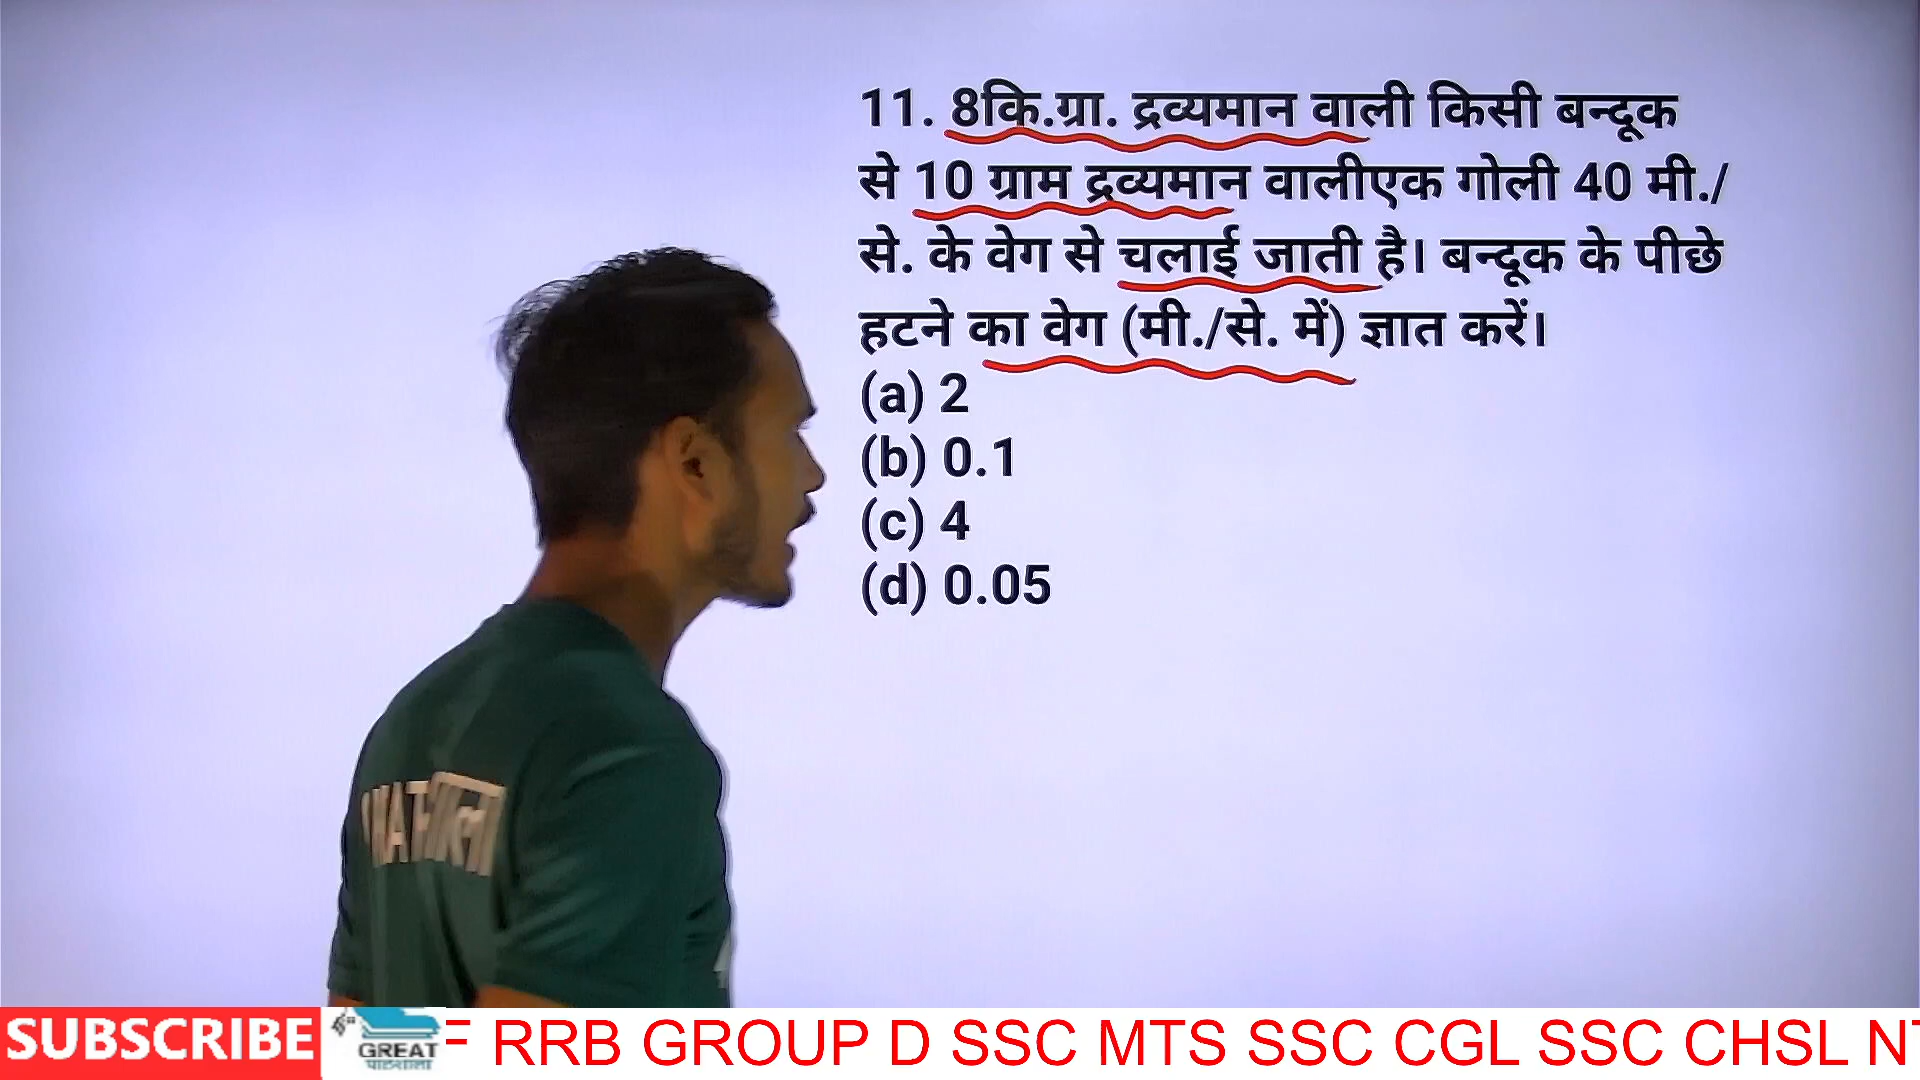 11. 8कि.ग्रा. द्रव्यमान वाली किसी बन्दूक
से 10 ग्राम द्रव्यमान वालीएक गोली 40 मी./
से. के वेग से चलाई जाती है। बन्दूक के पीछे
हटने का वेग (मी./से. में) ज्ञात करें।
(a) 2
(b) 0.1
(c) 4
(d) 0.05
SUBSCRIBE
GREAT
पाठशाला
F RRB GROUP D SSC MTS SSC CGL SSC CHSL